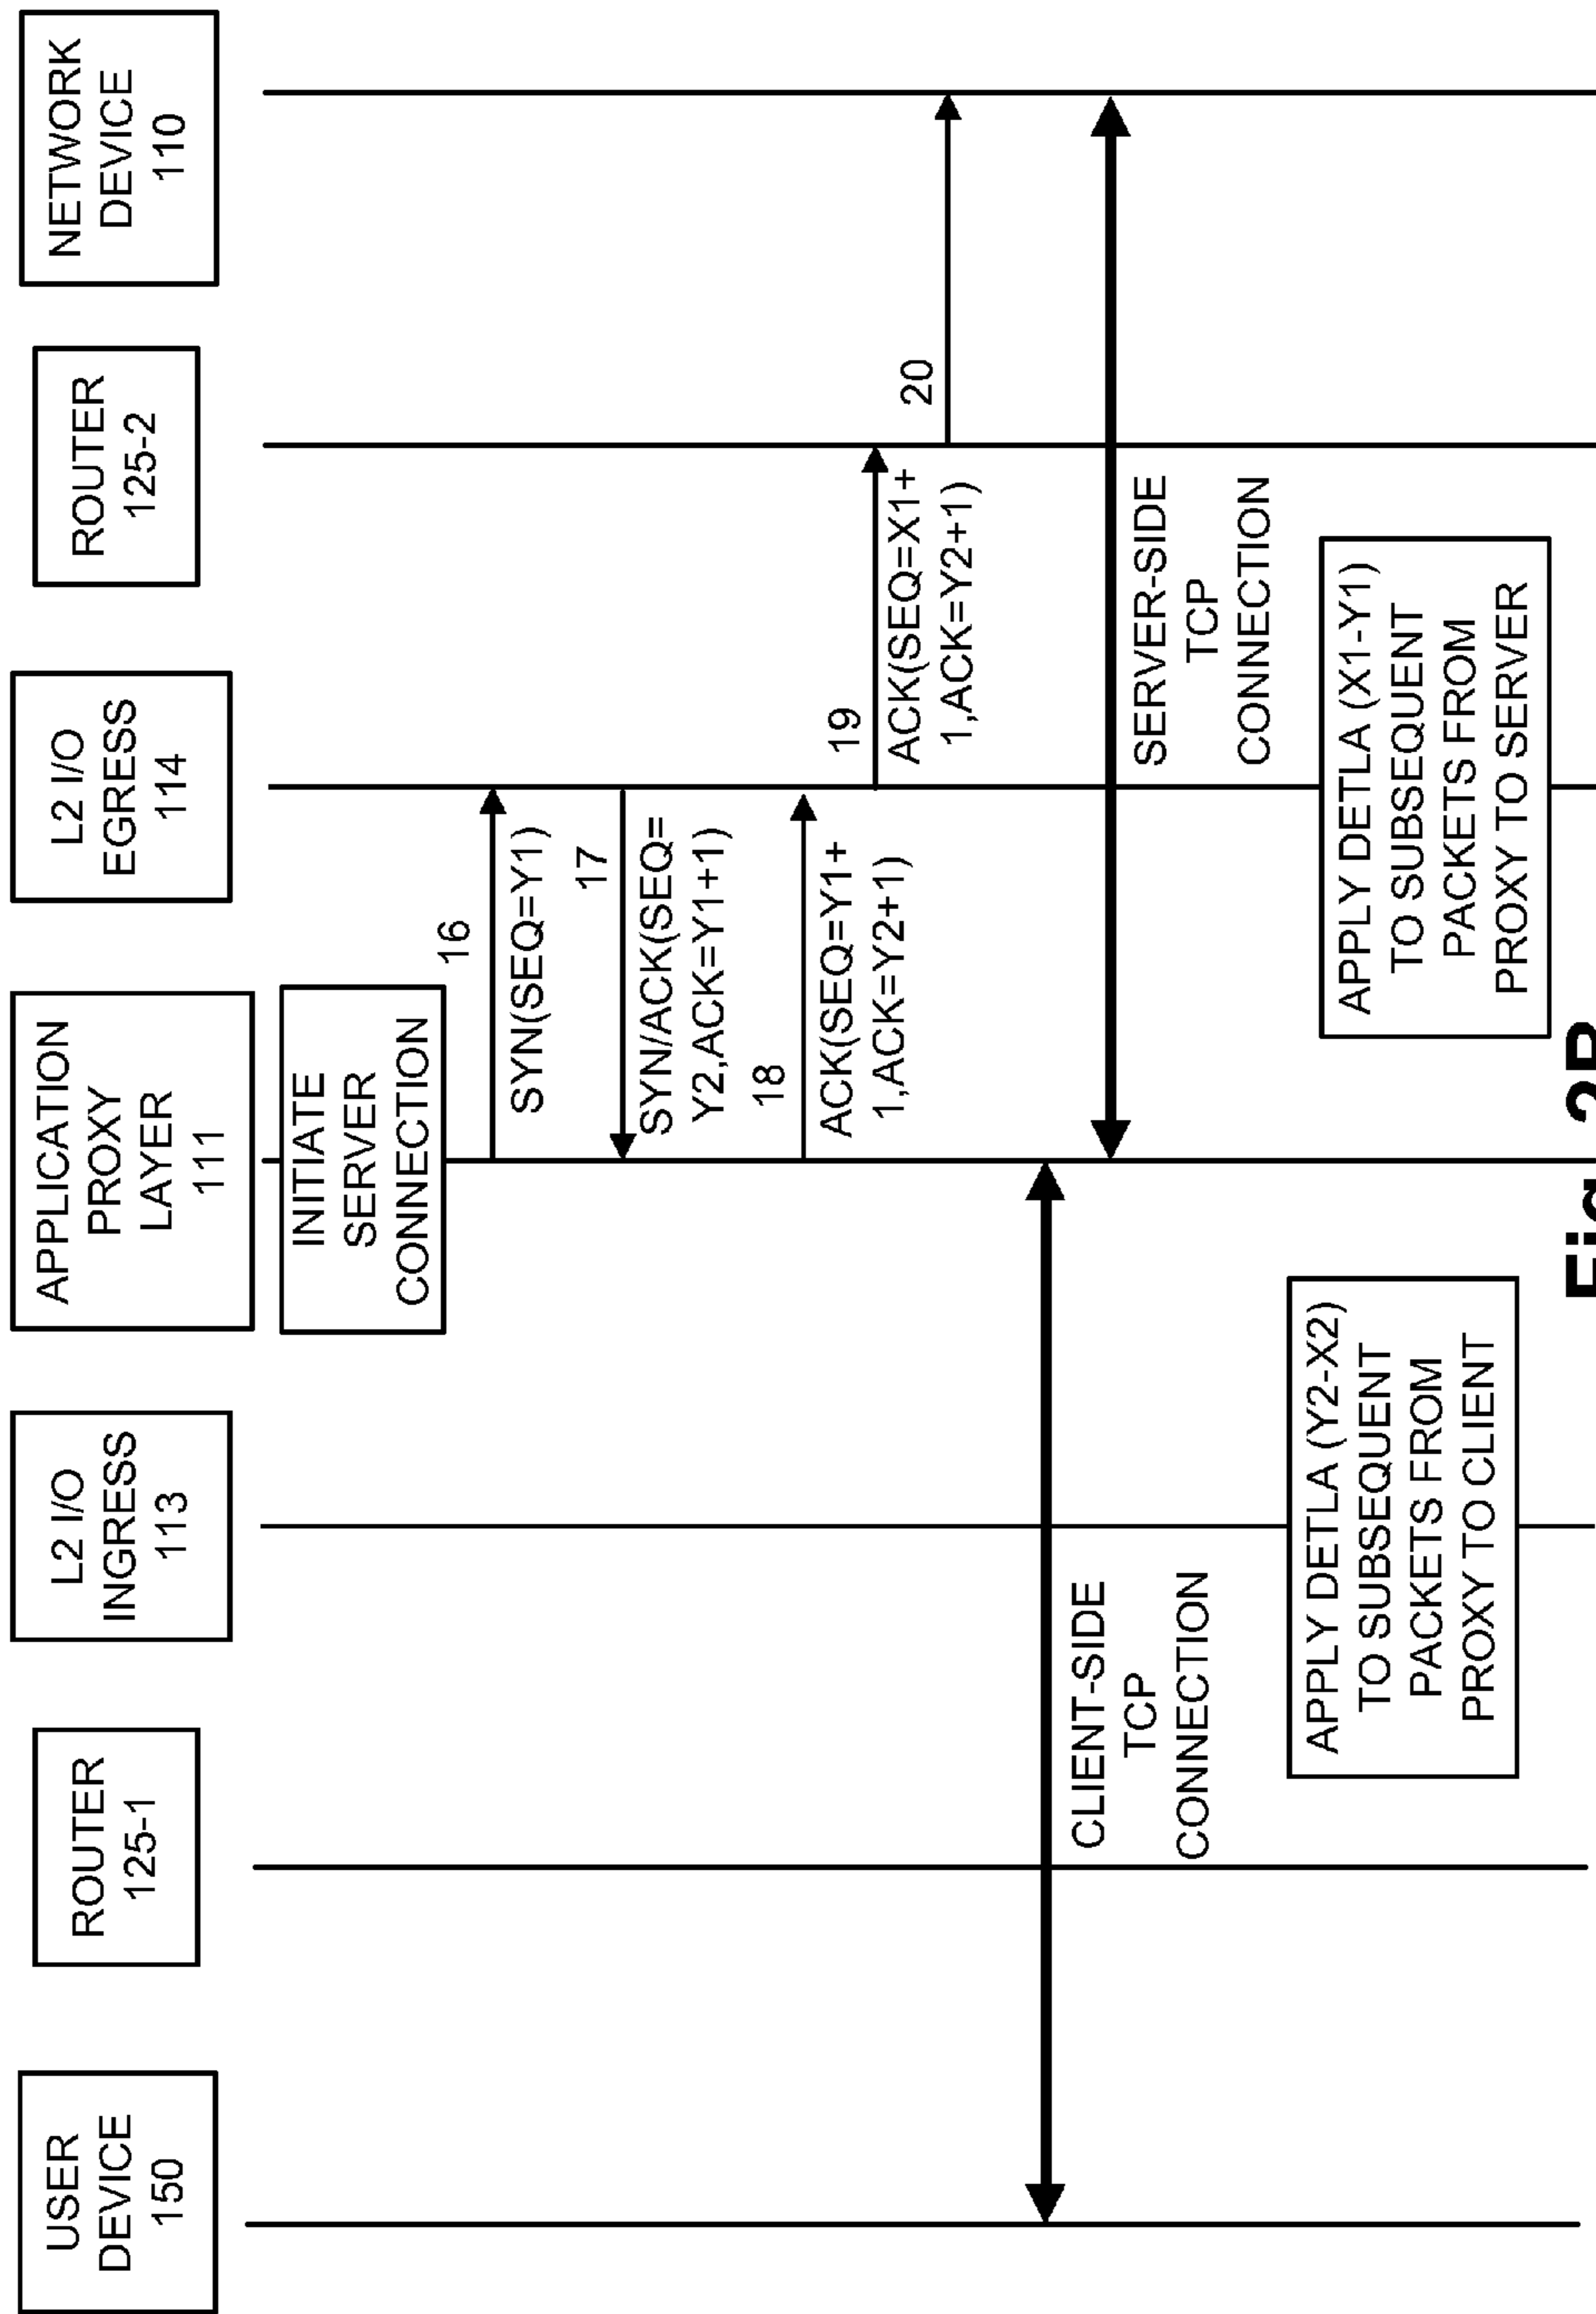 USER
DEVICE
150
ROUTER
125-1
L2 I/O
INGRESS
113
APPLICATION
PROXY
LAYER
111
L2 I/O
EGRESS
114
ROUTER
125-2
NETWORK
DEVICE
110
INITIATE
SERVER
CONNECTION
16
SYN(SEQ=Y1)
17
SYN/ACK(SEQ=
Y2,ACK=Y1+1)
18
ACK(SEQ=Y1+
1,ACK=Y2+1)
19
ACK(SEQ=X1+
1,ACK=Y2+1)
20
CLIENT-SIDE
TCP
CONNECTION
SERVER-SIDE
TCP
CONNECTION
APPLY DETLA (Y2-X2)
TO SUBSEQUENT
PACKETS FROM
PROXY TO CLIENT
APPLY DETLA (X1-Y1)
TO SUBSEQUENT
PACKETS FROM
PROXY TO SERVER